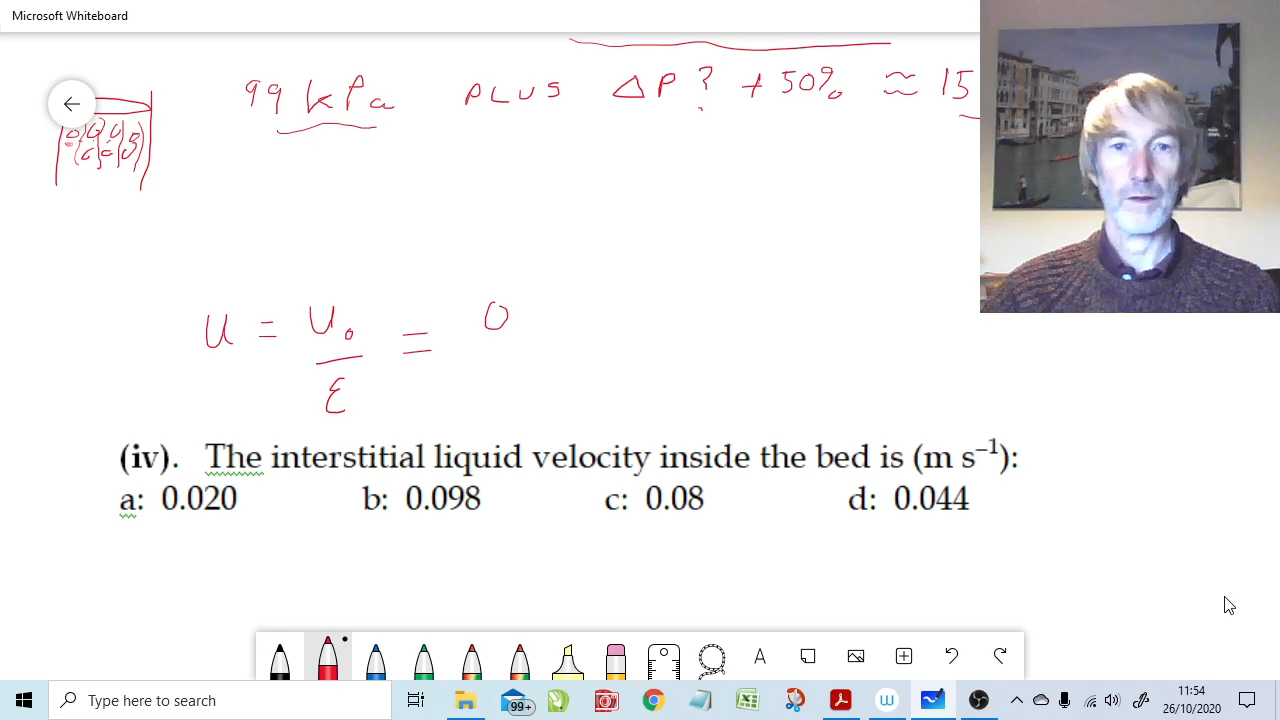 Microsoft Whiteboard
99 kPa PLUS ΔP ? + 50% ≈ 15
u = u₀/ε = 0
(iv). The interstitial liquid velocity inside the bed is (m s⁻¹):
a: 0.020 b: 0.098 c: 0.08 d: 0.044
A
Type here to search
99+
11:54
26/10/2020